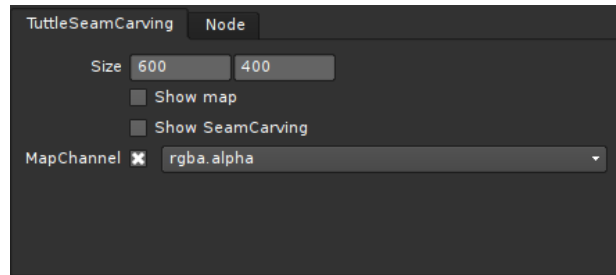 TuttleSeamCarving Node
Size 600 400
Show map
Show SeamCarving
MapChannel rgba.alpha